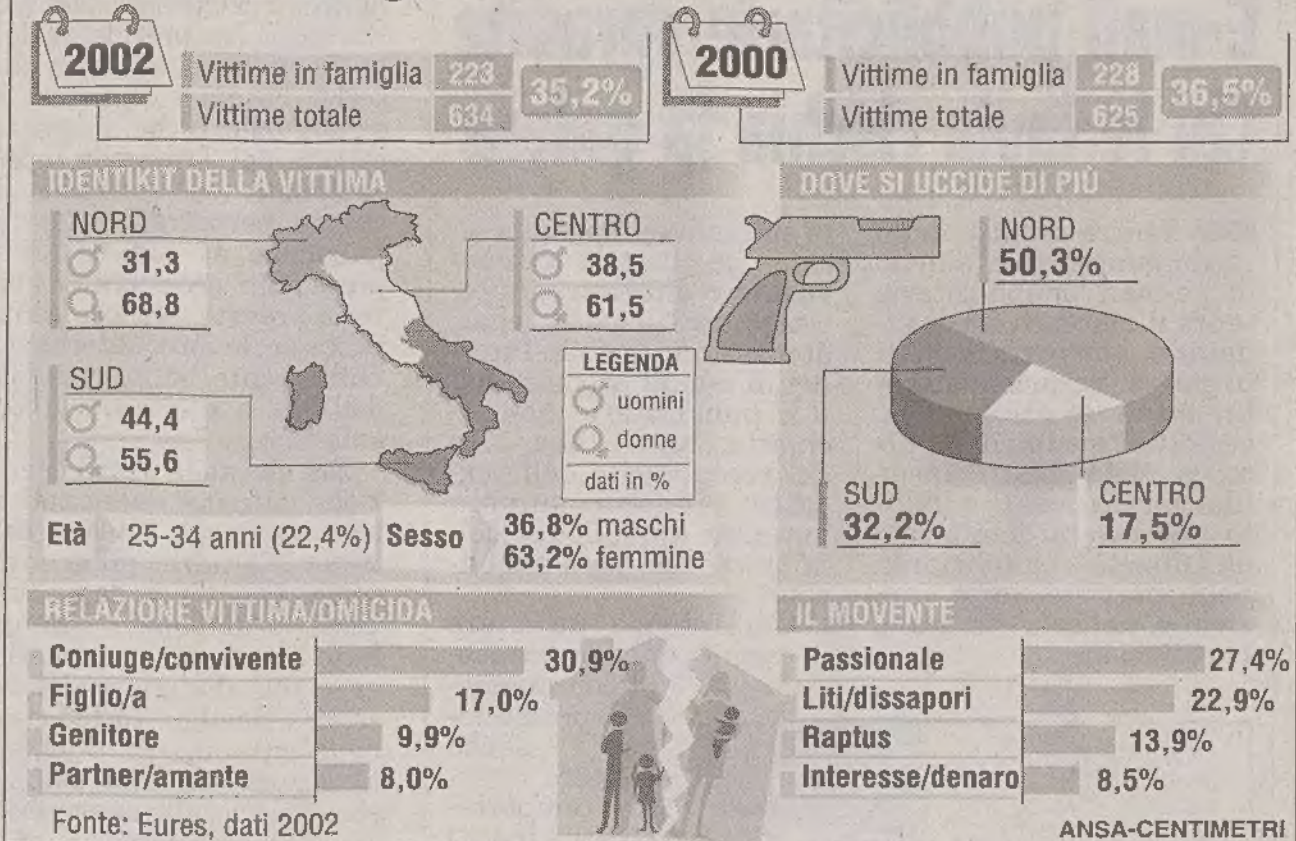 2002
Vittime in famiglia 223
Vittime totale 634
35,2%
2000
Vittime in famiglia 228
Vittime totale 625
36,5%
IDENTIKIT DELLA VITTIMA
NORD
31,3
68,8
CENTRO
38,5
61,5
SUD
44,4
55,6
LEGENDA
uomini
donne
dati in %
Età 25-34 anni (22,4%) Sesso 36,8% maschi
63,2% femmine
DOVE SI UCCIDE DI PIÙ
NORD
50,3%
SUD
32,2%
CENTRO
17,5%
RELAZIONE VITTIMA/OMICIDA
Coniuge/convivente 30,9%
Figlio/a 17,0%
Genitore 9,9%
Partner/amante 8,0%
Fonte: Eures, dati 2002
IL MOVENTE
Passionale 27,4%
Liti/dissapori 22,9%
Raptus 13,9%
Interesse/denaro 8,5%
ANSA-CENTIMETRI